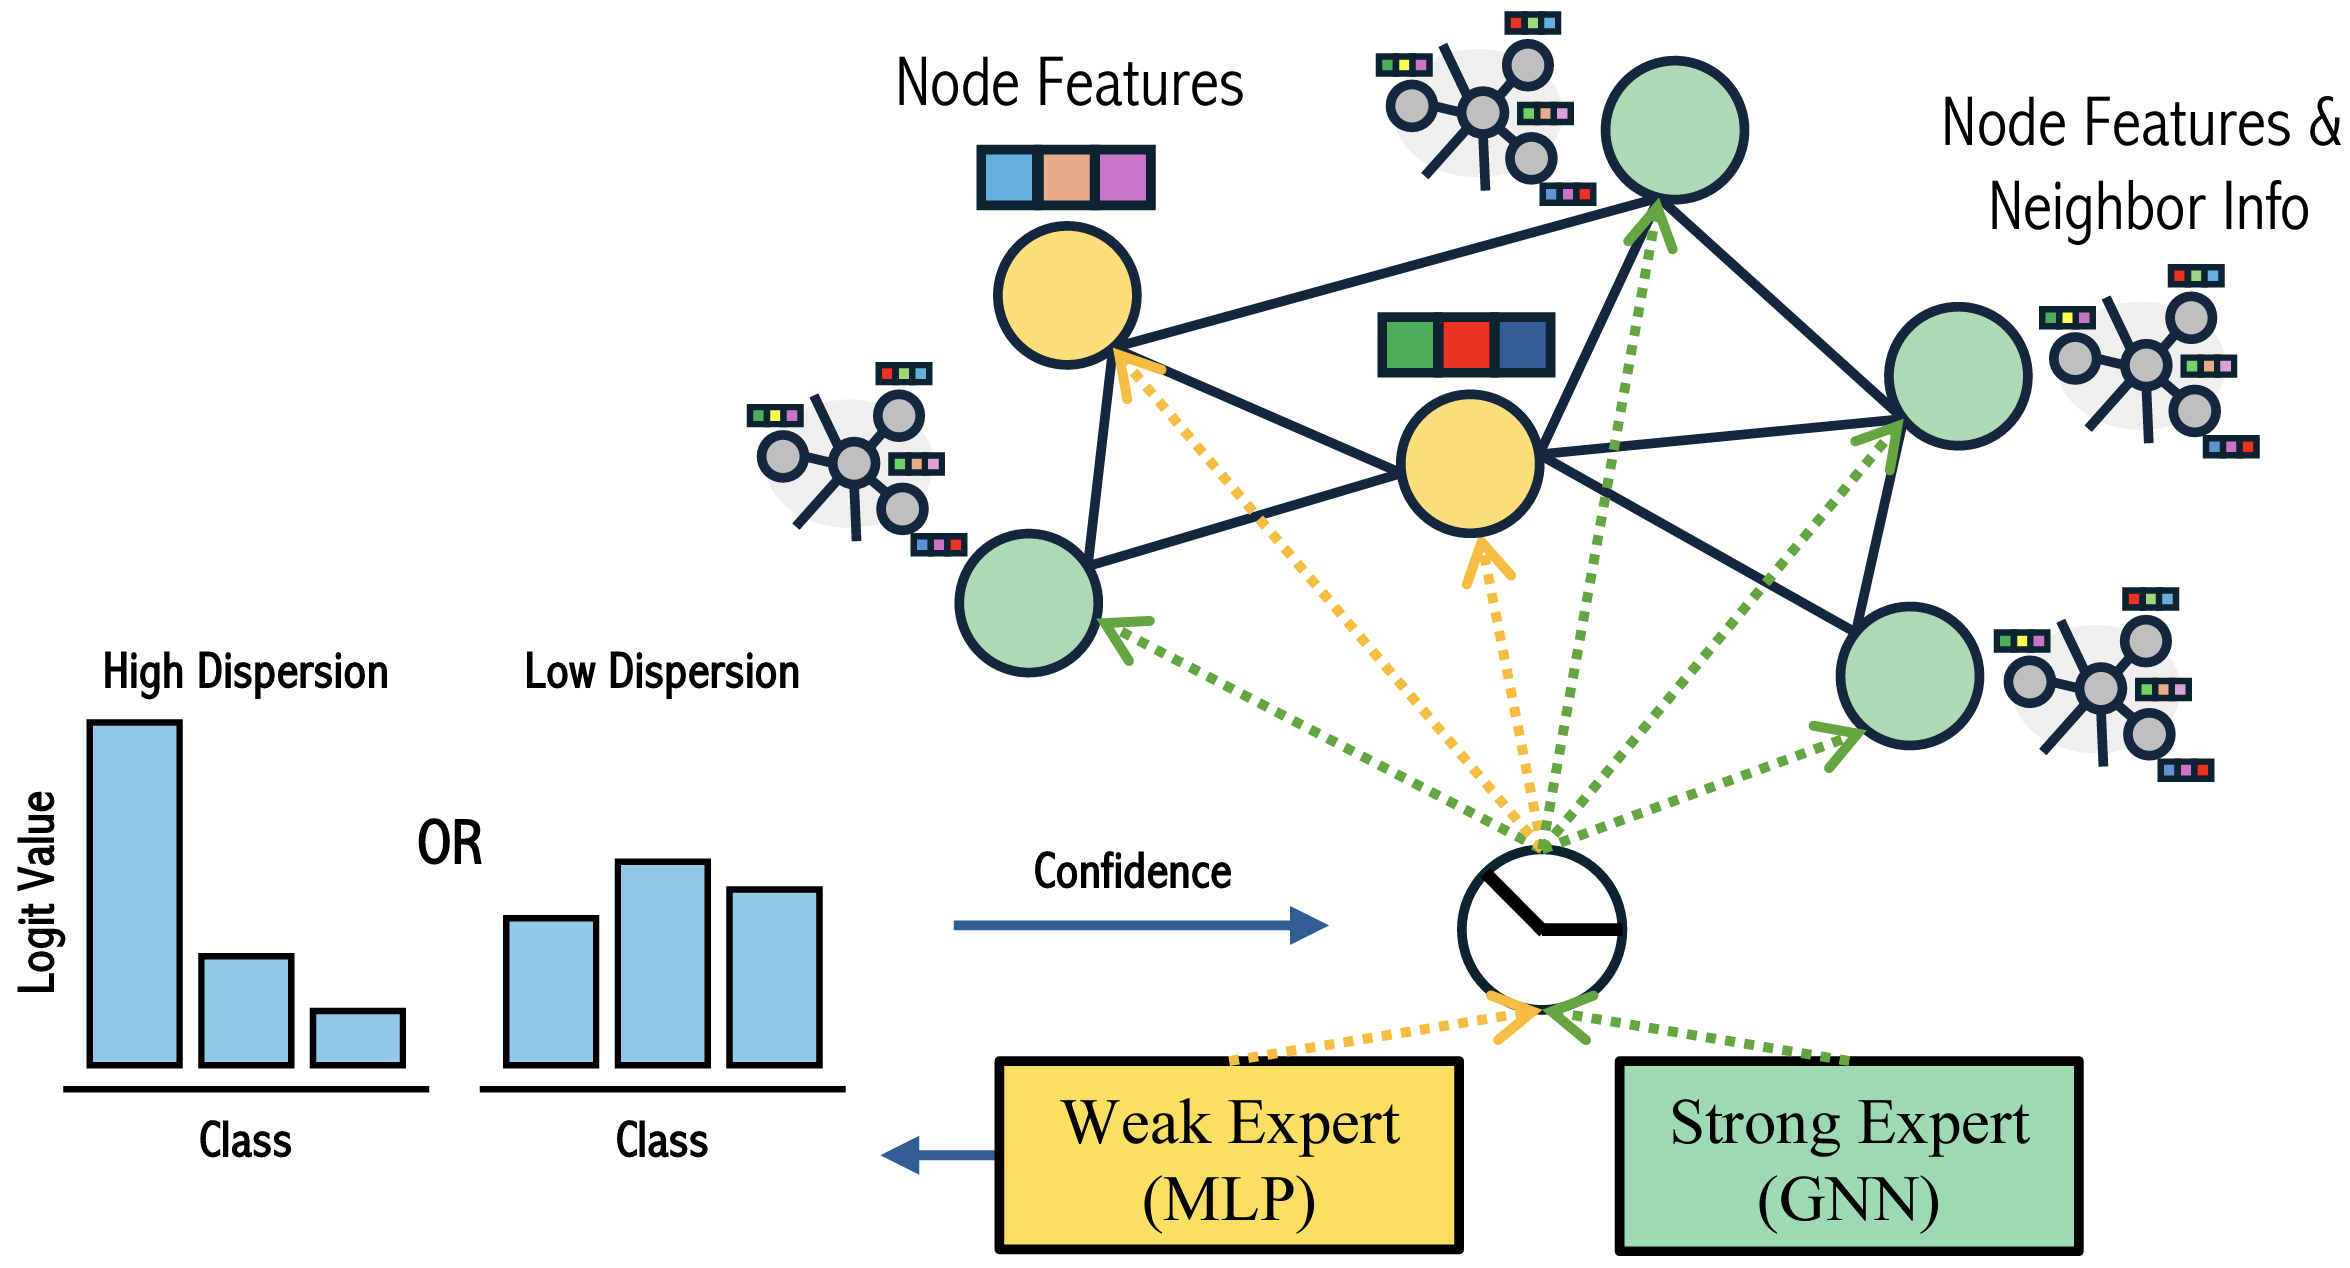 Node Features
Node Features &
Neighbor Info
High Dispersion
Low Dispersion
Logit Value
OR
Confidence
Class
Class
Weak Expert
(MLP)
Strong Expert
(GNN)